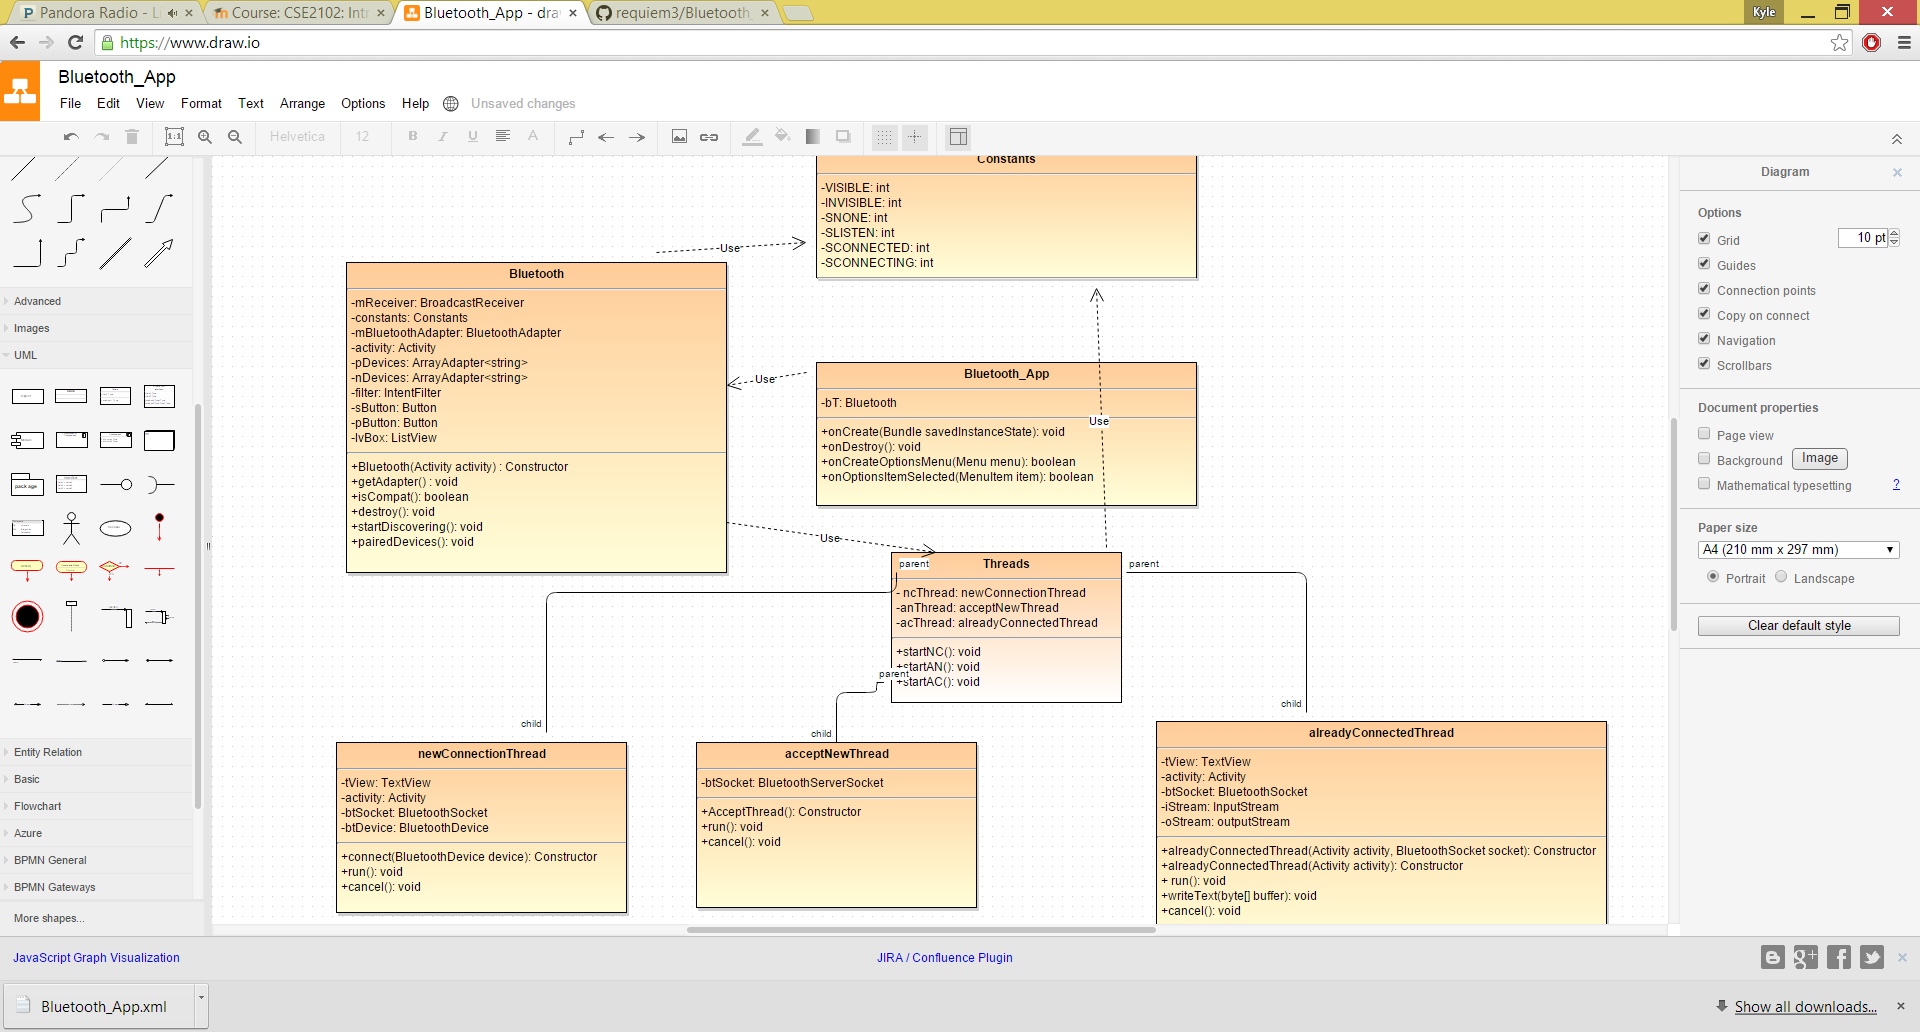 Pandora Radio - Li
Course: CSE2102: Intr
Bluetooth_App - draw
requiem3/Bluetooth_
Kyle
https://www.draw.io
Bluetooth_App
File Edit View Format Text Arrange Options Help Unsaved changes
1:1
Helvetica 12 B I U A
Advanced
Images
UML
package
Entity Relation
Basic
Flowchart
Azure
BPMN General
BPMN Gateways
More shapes...
Constants
-VISIBLE: int
-INVISIBLE: int
-SNONE: int
-SLISTEN: int
-SCONNECTED: int
-SCONNECTING: int
Use
Bluetooth
-mReceiver: BroadcastReceiver
-constants: Constants
-mBluetoothAdapter: BluetoothAdapter
-activity: Activity
-pDevices: ArrayAdapter<string>
-nDevices: ArrayAdapter<string>
-filter: IntentFilter
-sButton: Button
-pButton: Button
-lvBox: ListView
+Bluetooth(Activity activity) : Constructor
+getAdapter() : void
+isCompat(): boolean
+destroy(): void
+startDiscovering(): void
+pairedDevices(): void
Use
Bluetooth_App
-bT: Bluetooth
+onCreate(Bundle savedInstanceState): void
+onDestroy(): void
+onCreateOptionsMenu(Menu menu): boolean
+onOptionsItemSelected(MenuItem item): boolean
Use
Use
Threads
- ncThread: newConnectionThread
-anThread: acceptNewThread
-acThread: alreadyConnectedThread
+startNC(): void
+startAN(): void
+startAC(): void
parent
parent
parent
child
child
child
newConnectionThread
-tView: TextView
-activity: Activity
-btSocket: BluetoothSocket
-btDevice: BluetoothDevice
+connect(BluetoothDevice device): Constructor
+run(): void
+cancel(): void
acceptNewThread
-btSocket: BluetoothServerSocket
+AcceptThread(): Constructor
+run(): void
+cancel(): void
alreadyConnectedThread
-tView: TextView
-activity: Activity
-btSocket: BluetoothSocket
-iStream: InputStream
-oStream: outputStream
+alreadyConnectedThread(Activity activity, BluetoothSocket socket): Constructor
+alreadyConnectedThread(Activity activity): Constructor
+ run(): void
+writeText(byte[] buffer): void
+cancel(): void
Diagram
Options
Grid 10 pt
Guides
Connection points
Copy on connect
Navigation
Scrollbars
Document properties
Page view
Background Image
Mathematical typesetting ?
Paper size
A4 (210 mm x 297 mm)
Portrait Landscape
Clear default style
JavaScript Graph Visualization
JIRA / Confluence Plugin
Bluetooth_App.xml
Show all downloads...